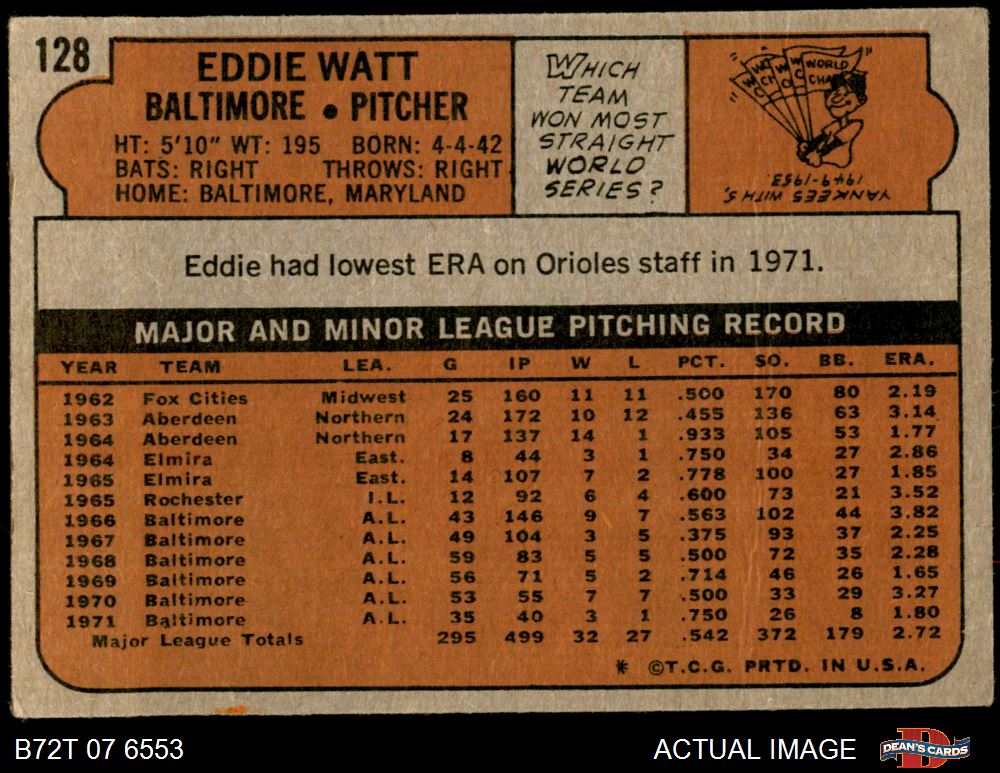 128
EDDIE WATT
BALTIMORE • PITCHER
HT: 5'10" WT: 195 BORN: 4-4-42
BATS: RIGHT THROWS: RIGHT
HOME: BALTIMORE, MARYLAND
WHICH
TEAM
WON MOST
STRAIGHT
WORLD
SERIES?
WORLD
CHA
YANKEES WITH 5,
1949-1953.
Eddie had lowest ERA on Orioles staff in 1971.
MAJOR AND MINOR LEAGUE PITCHING RECORD
YEAR TEAM LEA. G IP W L PCT. SO. BB. ERA.
1962 Fox Cities Midwest 25 160 11 11 .500 170 80 2.19
1963 Aberdeen Northern 24 172 10 12 .455 136 63 3.14
1964 Aberdeen Northern 17 137 14 1 .933 105 53 1.77
1964 Elmira East. 8 44 3 1 .750 34 27 2.86
1965 Elmira East. 14 107 7 2 .778 100 27 1.85
1965 Rochester I.L. 12 92 6 4 .600 73 21 3.52
1966 Baltimore A.L. 43 146 9 7 .563 102 44 3.82
1967 Baltimore A.L. 49 104 3 5 .375 93 37 2.25
1968 Baltimore A.L. 59 83 5 5 .500 72 35 2.28
1969 Baltimore A.L. 56 71 5 2 .714 46 26 1.65
1970 Baltimore A.L. 53 55 7 7 .500 33 29 3.27
1971 Baltimore A.L. 35 40 3 1 .750 26 8 1.80
Major League Totals 295 499 32 27 .542 372 179 2.72
* ©T.C.G. PRTD. IN U.S.A.
B72T 07 6553
ACTUAL IMAGE
DEAN'S CARDS